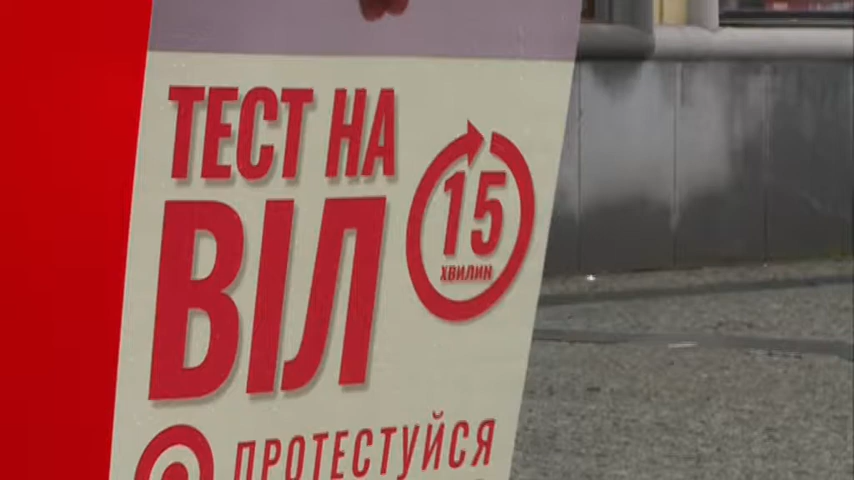 ТЕСТ НА
ВІЛ
15
ХВИЛИН
ПРОТЕСТУЙСЯ